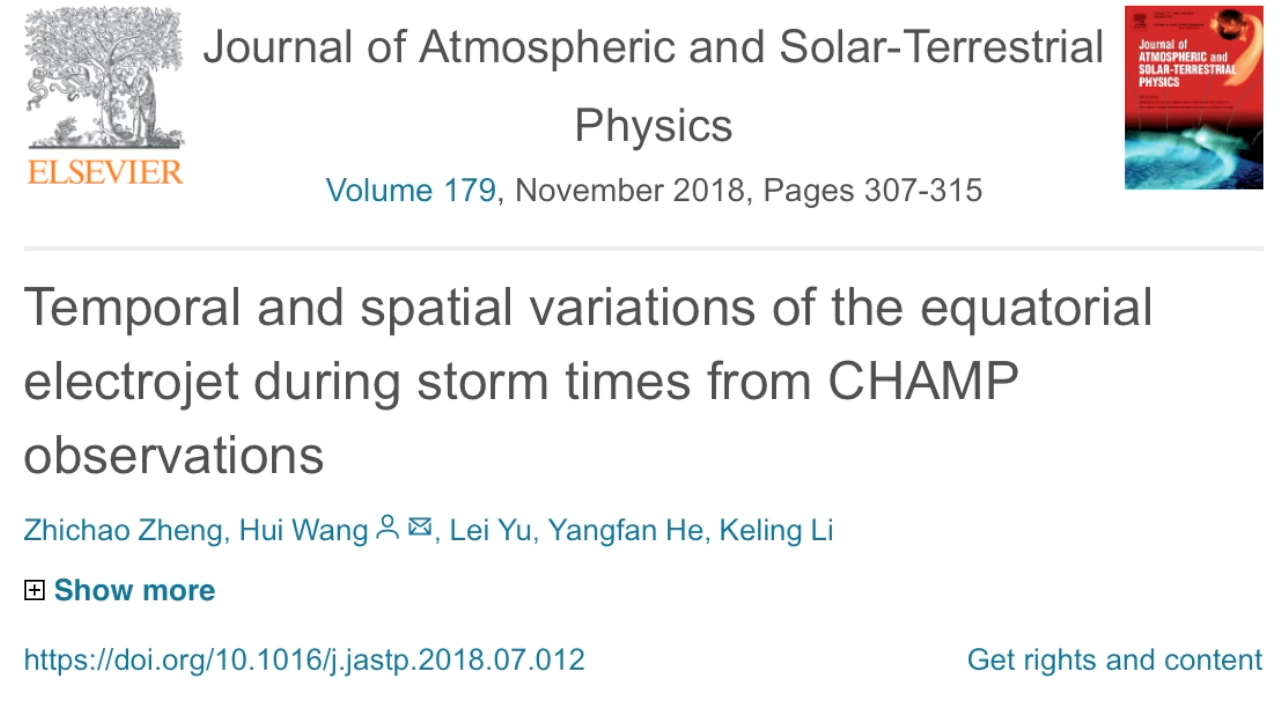 Journal of Atmospheric and Solar-Terrestrial
Physics
Volume 179, November 2018, Pages 307-315
ELSEVIER
Journal of
ATMOSPHERIC and
SOLAR-TERRESTRIAL
PHYSICS
Temporal and spatial variations of the equatorial
electrojet during storm times from CHAMP
observations
Zhichao Zheng, Hui Wang, Lei Yu, Yangfan He, Keling Li
Show more
https://doi.org/10.1016/j.jastp.2018.07.012
Get rights and content